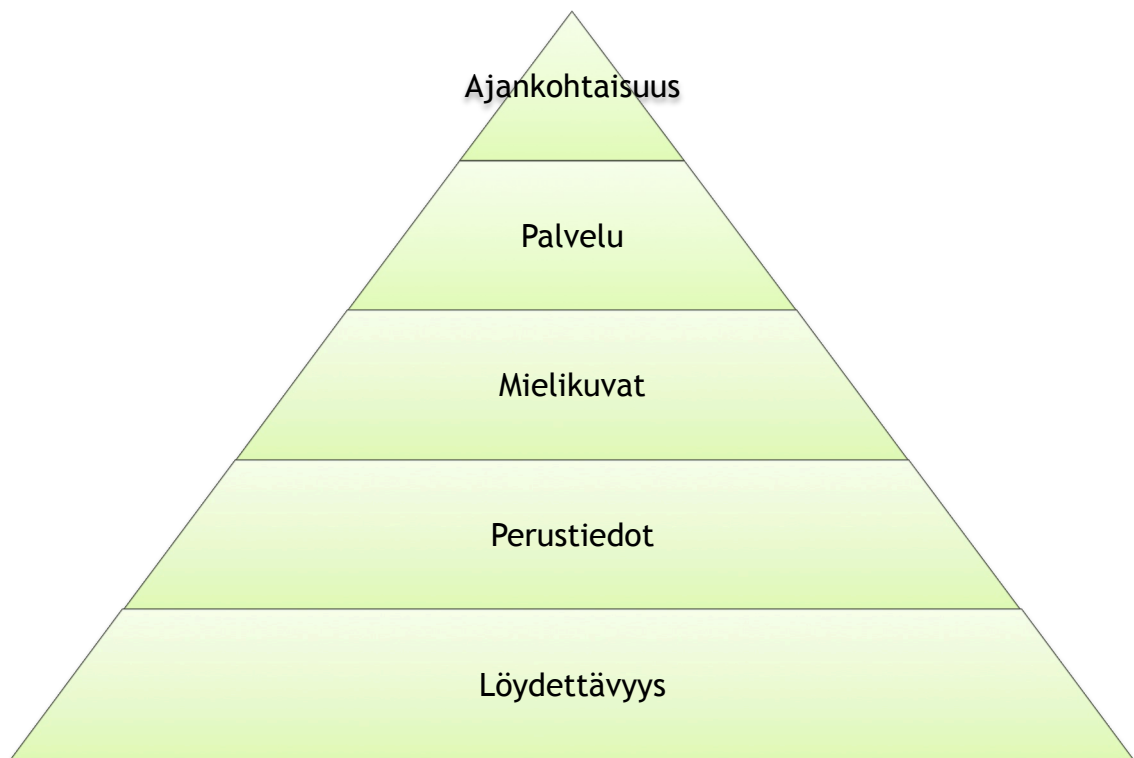 Ajankohtaisuus
Palvelu
Mielikuvat
Perustiedot
Löydettävyys